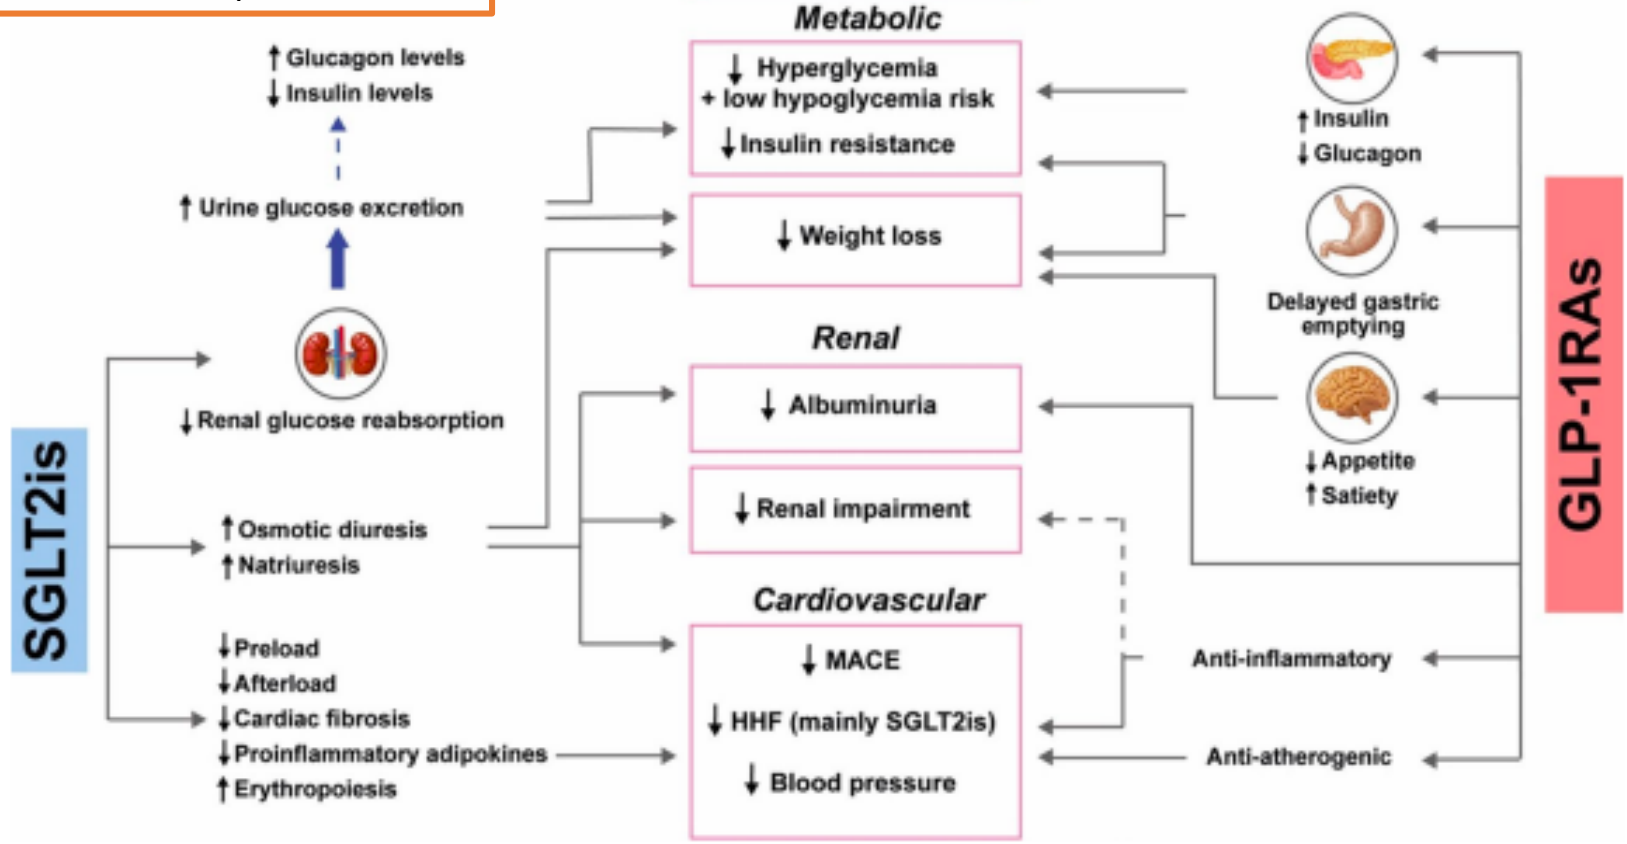 SGLT2is
↑ Glucagon levels
↓ Insulin levels
↑ Urine glucose excretion
↓ Renal glucose reabsorption
↑ Osmotic diuresis
↑ Natriuresis
↓ Preload
↓ Afterload
↓ Cardiac fibrosis
↓ Proinflammatory adipokines
↑ Erythropoiesis
Metabolic
↓ Hyperglycemia
+ low hypoglycemia risk
↓ Insulin resistance
↓ Weight loss
Renal
↓ Albuminuria
↓ Renal impairment
Cardiovascular
↓ MACE
↓ HHF (mainly SGLT2is)
↓ Blood pressure
↑ Insulin
↓ Glucagon
Delayed gastric
emptying
↓ Appetite
↑ Satiety
Anti-inflammatory
Anti-atherogenic
GLP-1RAs